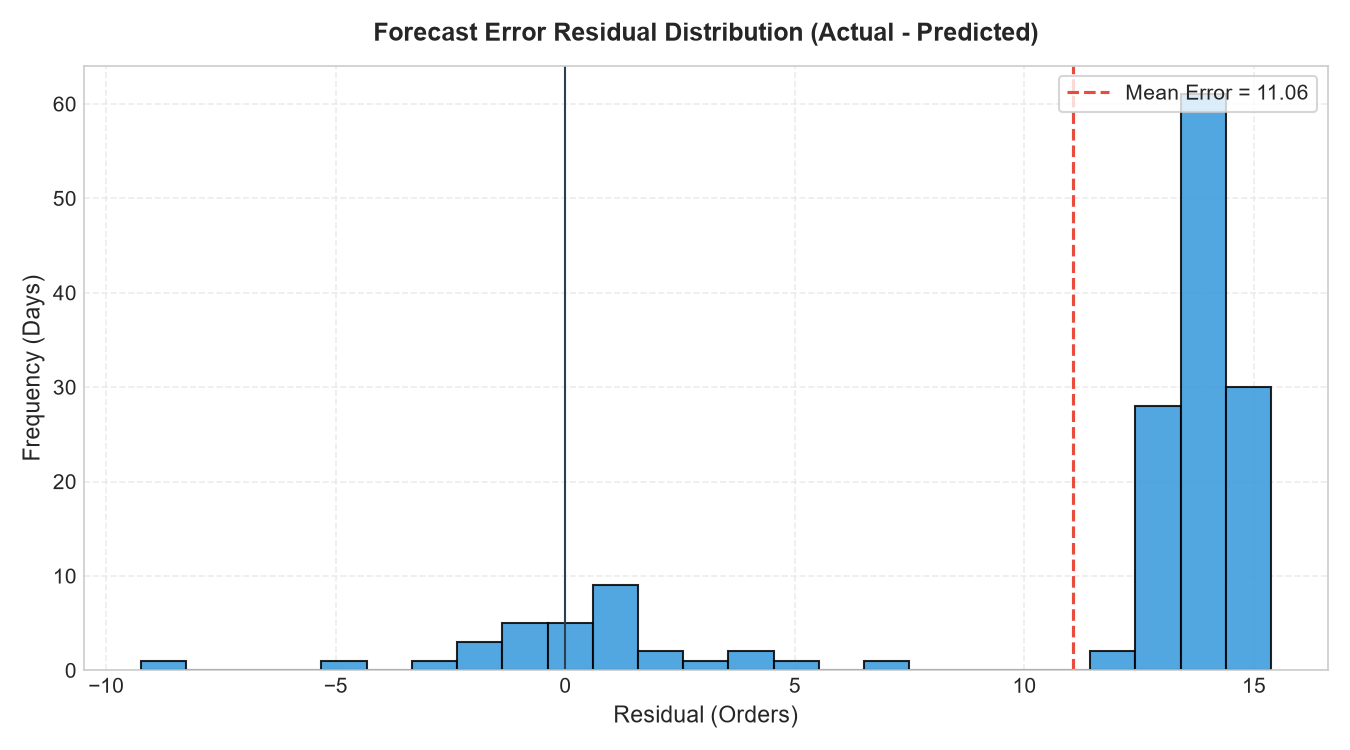 Forecast Error Residual Distribution (Actual - Predicted)
Mean Error = 11.06
Frequency (Days)
60
50
40
30
20
10
0
−10 −5 0 5 10 15
Residual (Orders)